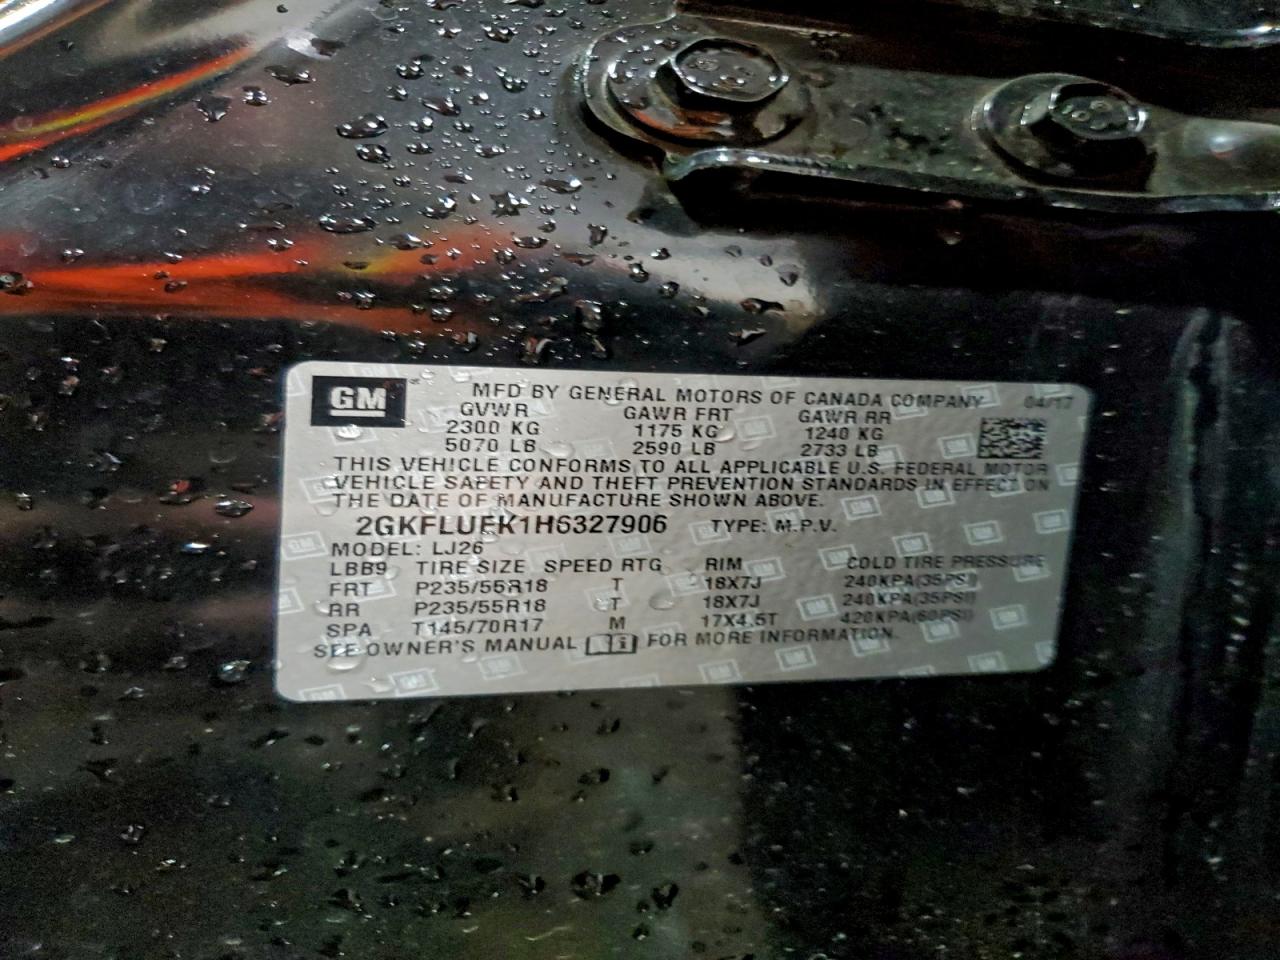 GM
MFD BY GENERAL MOTORS OF CANADA COMPANY 04/17
GVWR GAWR FRT GAWR RR
2300 KG 1175 KG 1240 KG
5070 LB 2590 LB 2733 LB
THIS VEHICLE CONFORMS TO ALL APPLICABLE U.S. FEDERAL MOTOR
VEHICLE SAFETY AND THEFT PREVENTION STANDARDS IN EFFECT ON
THE DATE OF MANUFACTURE SHOWN ABOVE.
2GKFLUEK1H6327906 TYPE: M.P.V.
MODEL: LJ26
LBB9 TIRE SIZE SPEED RTG RIM COLD TIRE PRESSURE
FRT P235/55R18 T 18X7J 240KPA(35PSI)
RR P235/55R18 T 18X7J 240KPA(35PSI)
SPA T145/70R17 M 17X4.5T 420KPA(60PSI)
SEE OWNER'S MANUAL FOR MORE INFORMATION.